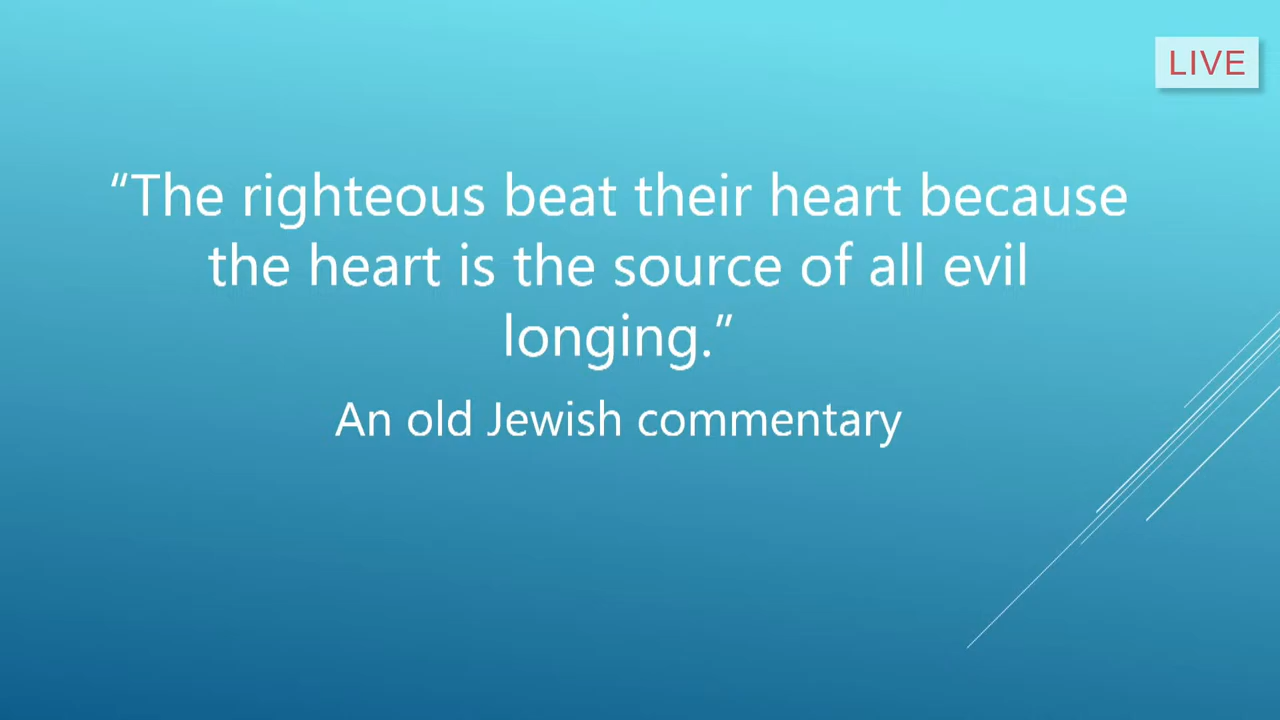 LIVE
“The righteous beat their heart because
the heart is the source of all evil
longing.”
An old Jewish commentary